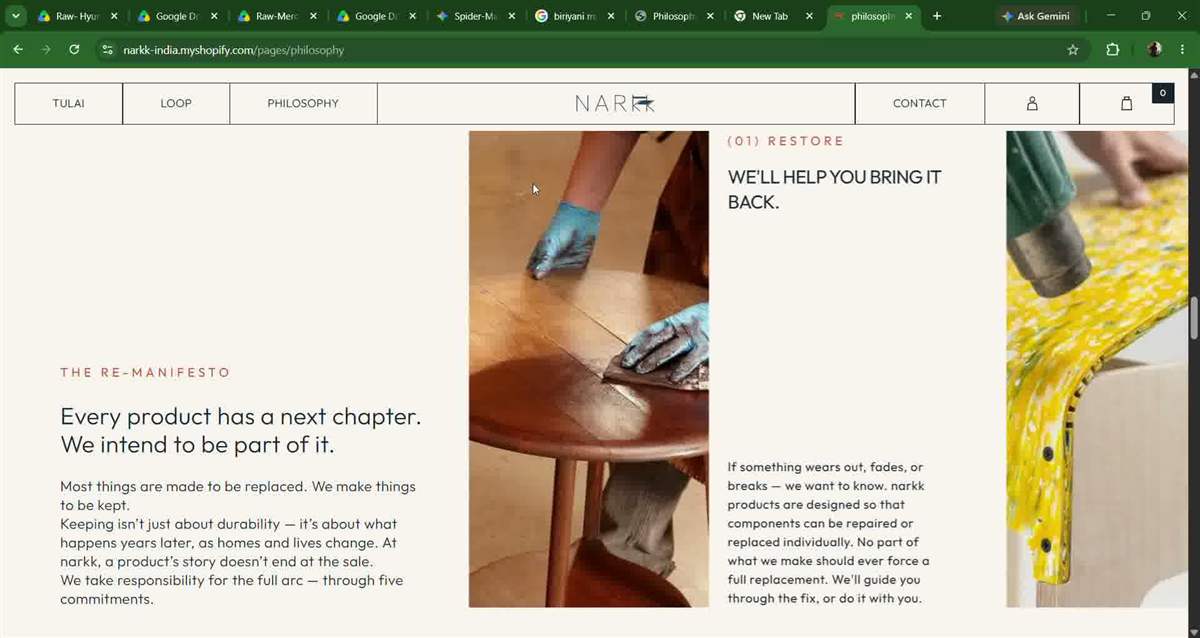 Raw- Hyu
Google Dr
Raw-Merc
Google Dr
Spider-Ma
biriyani m
Philosoph
New Tab
philosoph
Ask Gemini
narkk-india.myshopify.com/pages/philosophy
TULAI
LOOP
PHILOSOPHY
NARKK
CONTACT
0
THE RE-MANIFESTO
Every product has a next chapter.
We intend to be part of it.
Most things are made to be replaced. We make things
to be kept.
Keeping isn't just about durability — it's about what
happens years later, as homes and lives change. At
narkk, a product's story doesn't end at the sale.
We take responsibility for the full arc — through five
commitments.
(01) RESTORE
WE'LL HELP YOU BRING IT
BACK.
If something wears out, fades, or
breaks — we want to know. narkk
products are designed so that
components can be repaired or
replaced individually. No part of
what we make should ever force a
full replacement. We'll guide you
through the fix, or do it with you.